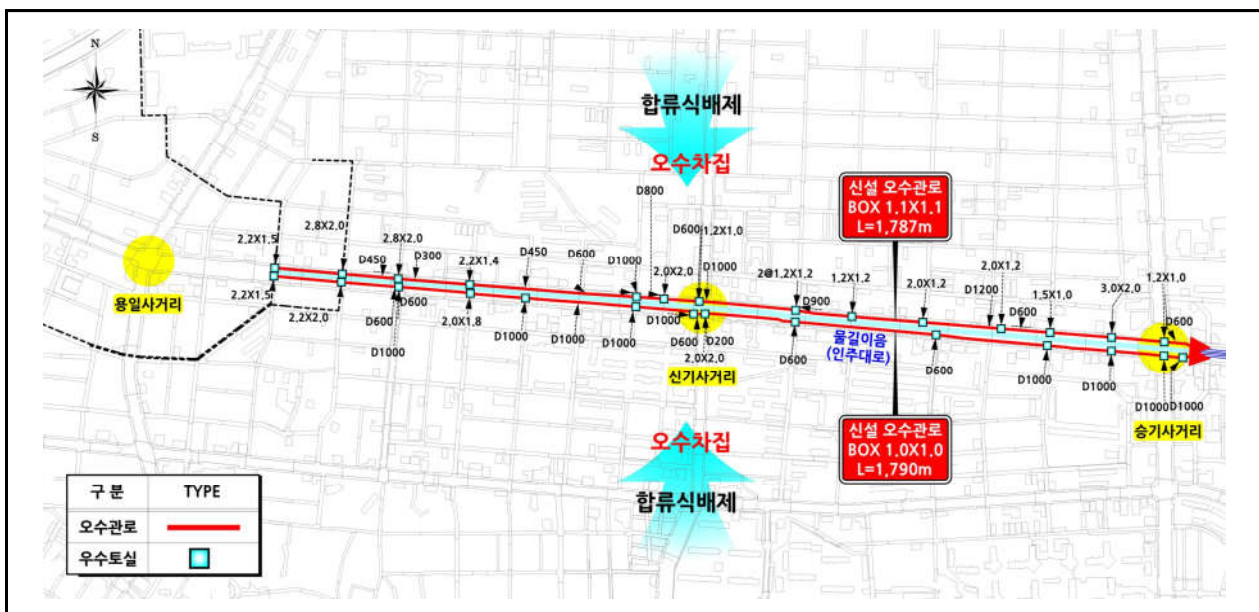 N
S
합류식배제
오수차집
D800
D600
1.2X1.0
신설 오수관로
BOX 1.1X1.1
L=1,787m
2.2X1.5
2.8X2.0
D450
2.8X2.0
D300
2.2X1.4
D450
D600
D1000
2.0X2.0
D1000
2@1.2X1.2
D900
1.2X1.2
2.0X1.2
D1200
2.0X1.2
D600
1.5X1.0
3.0X2.0
1.2X1.0
D600
용일사거리
2.2X1.5
2.2X2.0
D600
D1000
D600
2.0X1.8
D1000
D1000
D1000
D1000
D600
D200
2.0X2.0
신기사거리
D600
물길이음
(인주대로)
D600
D1000
D1000
D1000
D1000
승기사거리
신설 오수관로
BOX 1.0X1.0
L=1,790m
오수차집
합류식배제
구 분 TYPE
오수관로
우수토실